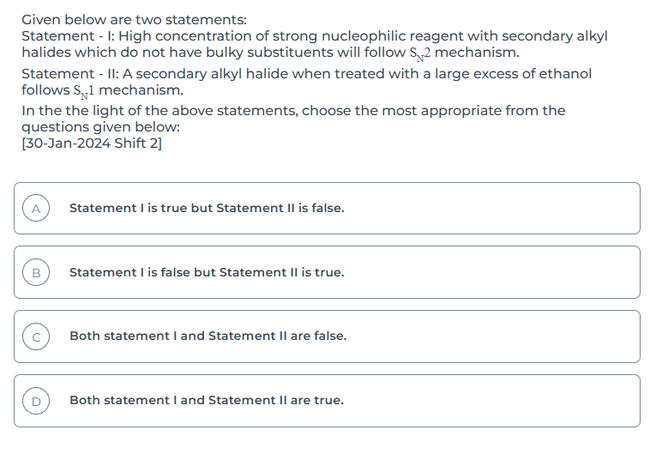 Given below are two statements:
Statement - I: High concentration of strong nucleophilic reagent with secondary alkyl
halides which do not have bulky substituents will follow S_N2 mechanism.
Statement - II: A secondary alkyl halide when treated with a large excess of ethanol
follows S_N1 mechanism.
In the the light of the above statements, choose the most appropriate from the
questions given below:
[30-Jan-2024 Shift 2]
A Statement I is true but Statement II is false.
B Statement I is false but Statement II is true.
C Both statement I and Statement II are false.
D Both statement I and Statement II are true.